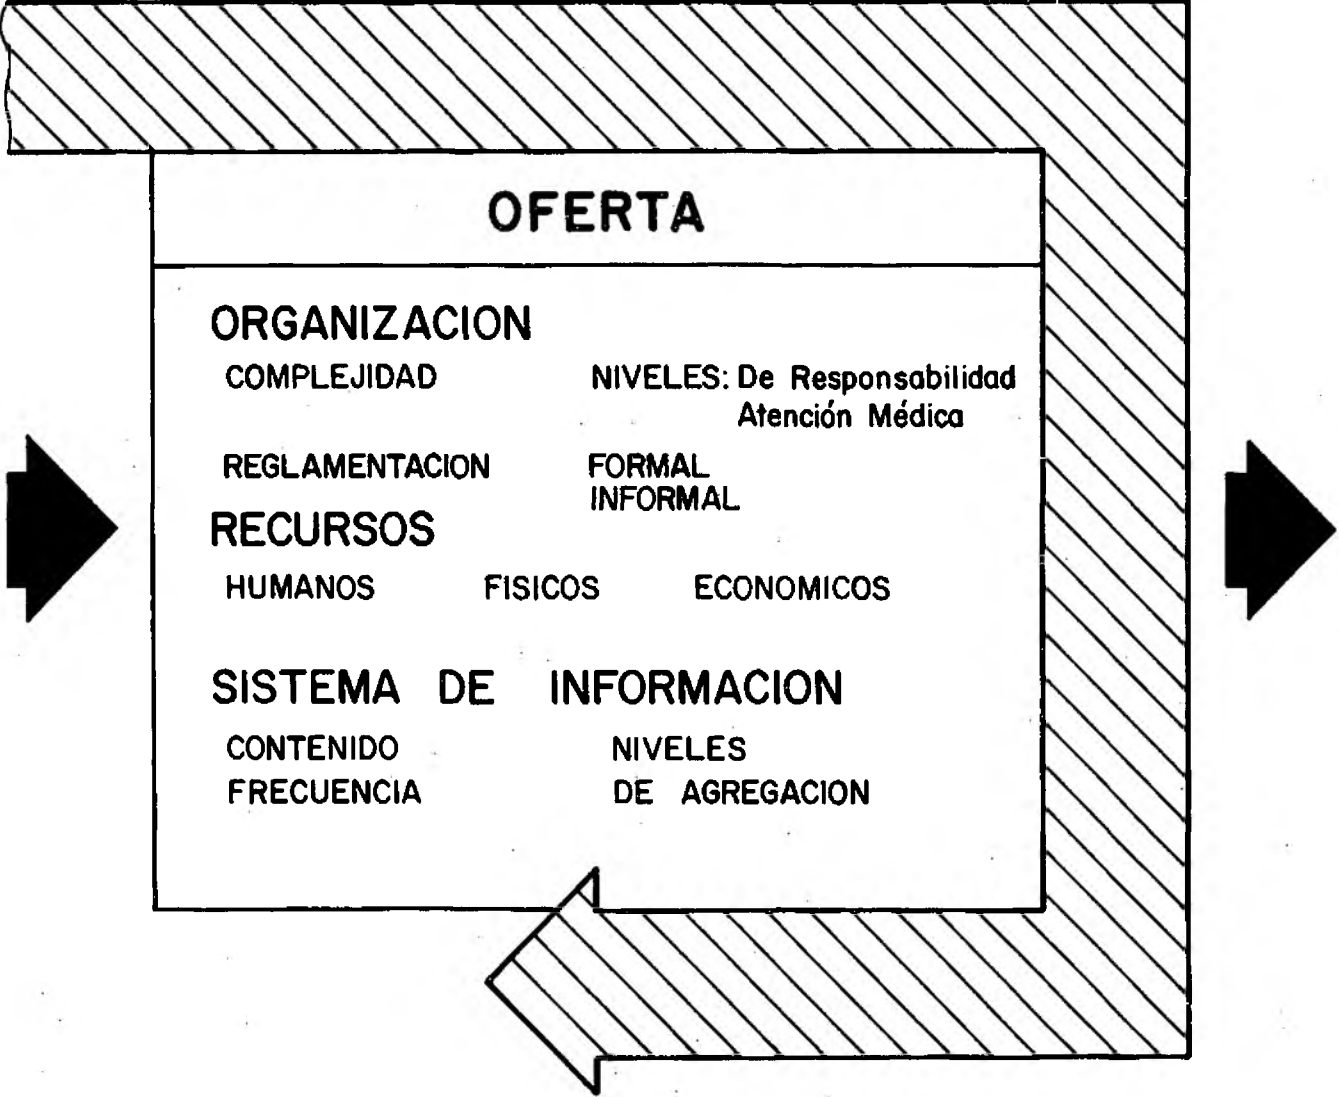 OFERTA
ORGANIZACION
COMPLEJIDAD NIVELES: De Responsabilidad
Atención Médica
REGLAMENTACION FORMAL
INFORMAL
RECURSOS
HUMANOS FISICOS ECONOMICOS
SISTEMA DE INFORMACION
CONTENIDO NIVELES
FRECUENCIA DE AGREGACION